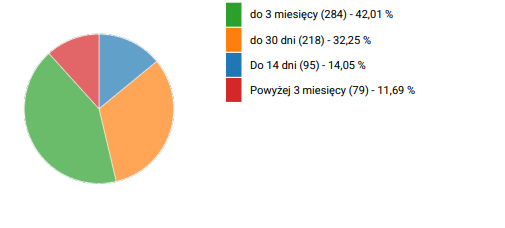 do 3 miesięcy (284) - 42,01 %
do 30 dni (218) - 32,25 %
Do 14 dni (95) - 14,05 %
Powyżej 3 miesięcy (79) - 11,69 %